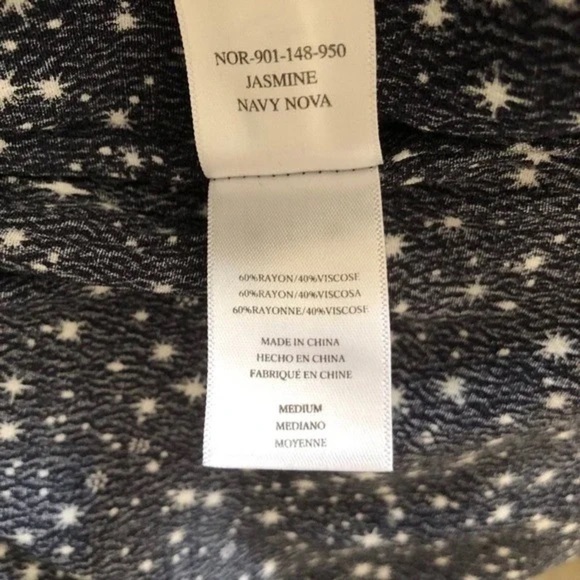 NOR-901-148-950
JASMINE
NAVY NOVA
60%RAYON/40%VISCOSE
60%RAYON/40%VISCOSA
60%RAYONNE/40%VISCOSE
MADE IN CHINA
HECHO EN CHINA
FABRIQUÉ EN CHINE
MEDIUM
MEDIANO
MOYENNE